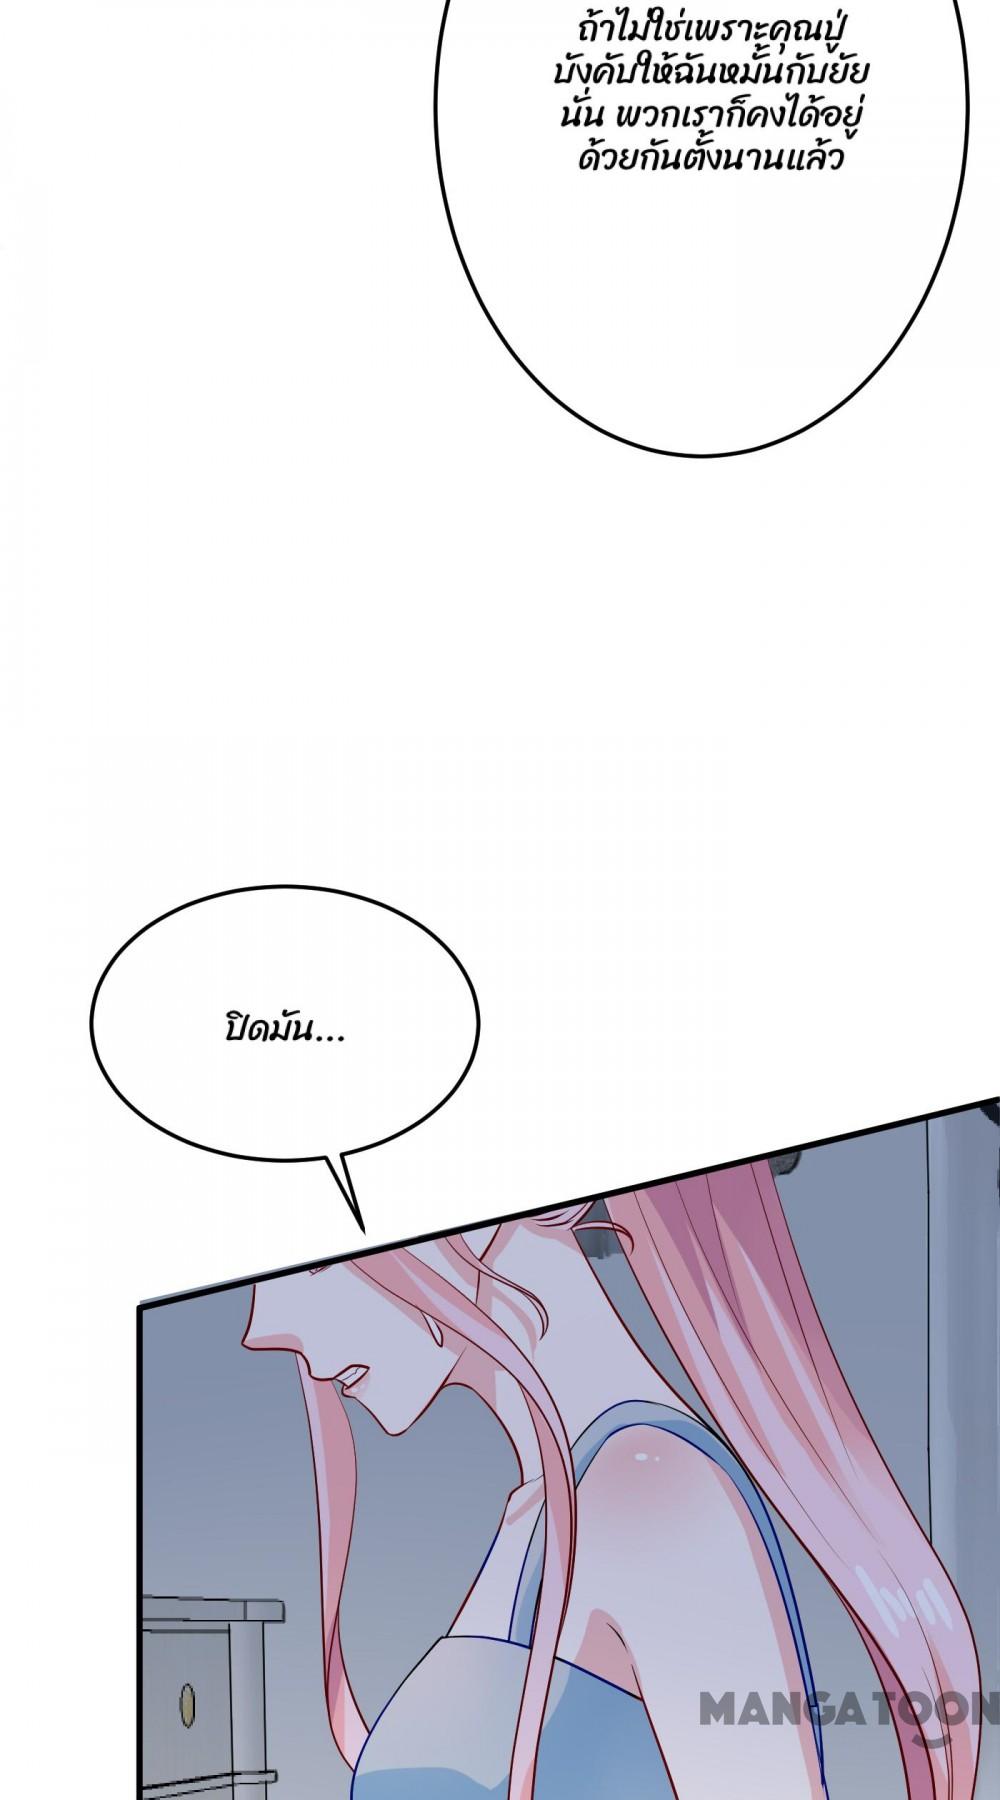 ถ้าไม่ใช่เพราะคุณปู่
บังคับให้ฉันหมั้นกับยัย
นั่น พวกเราก็คงได้อยู่
ด้วยกันตั้งนานแล้ว
ปิดมัน...
MANGATOON